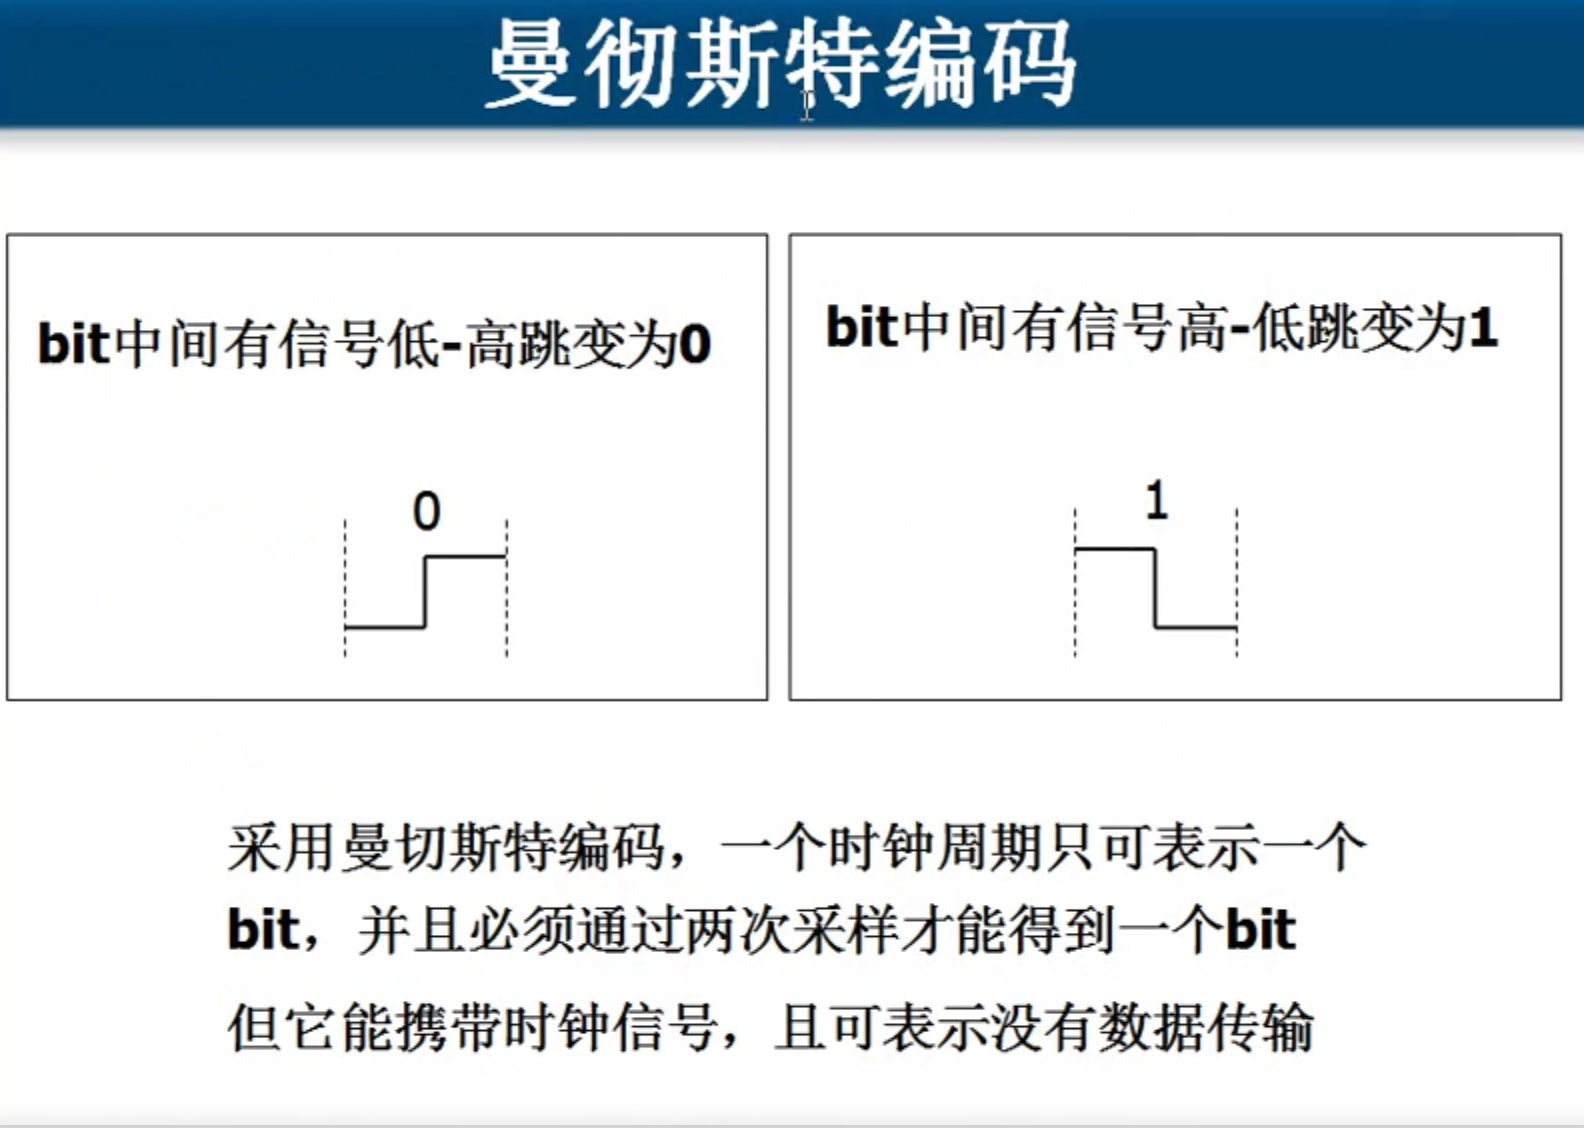 曼彻斯特编码
bit中间有信号低-高跳变为0
bit中间有信号高-低跳变为1
0
1
采用曼切斯特编码，一个时钟周期只可表示一个
bit，并且必须通过两次采样才能得到一个bit
但它能携带时钟信号，且可表示没有数据传输